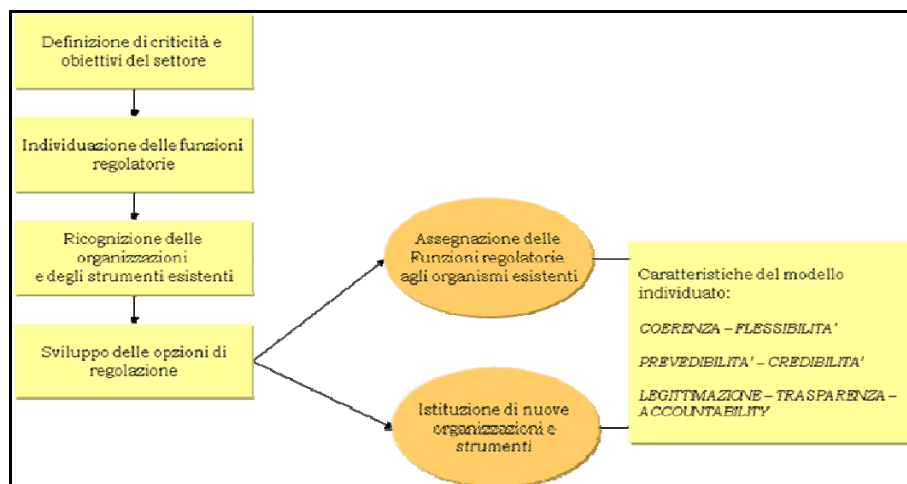 Definizione di criticità e
obiettivi del settore
Individuazione delle funzioni
regolatorie
Ricognizione delle
organizzazioni
e degli strumenti esistenti
Sviluppo delle opzioni di
regolazione
Assegnazione delle
Funzioni regolatorie
agli organismi esistenti
Istituzione di nuove
organizzazioni e
strumenti
Caratteristiche del modello
individuato:
COERENZA – FLESSIBILITA'
PREVEDIBILITA' – CREDIBILITA'
LEGITTIMAZIONE – TRASPARENZA –
ACCOUNTABILITY